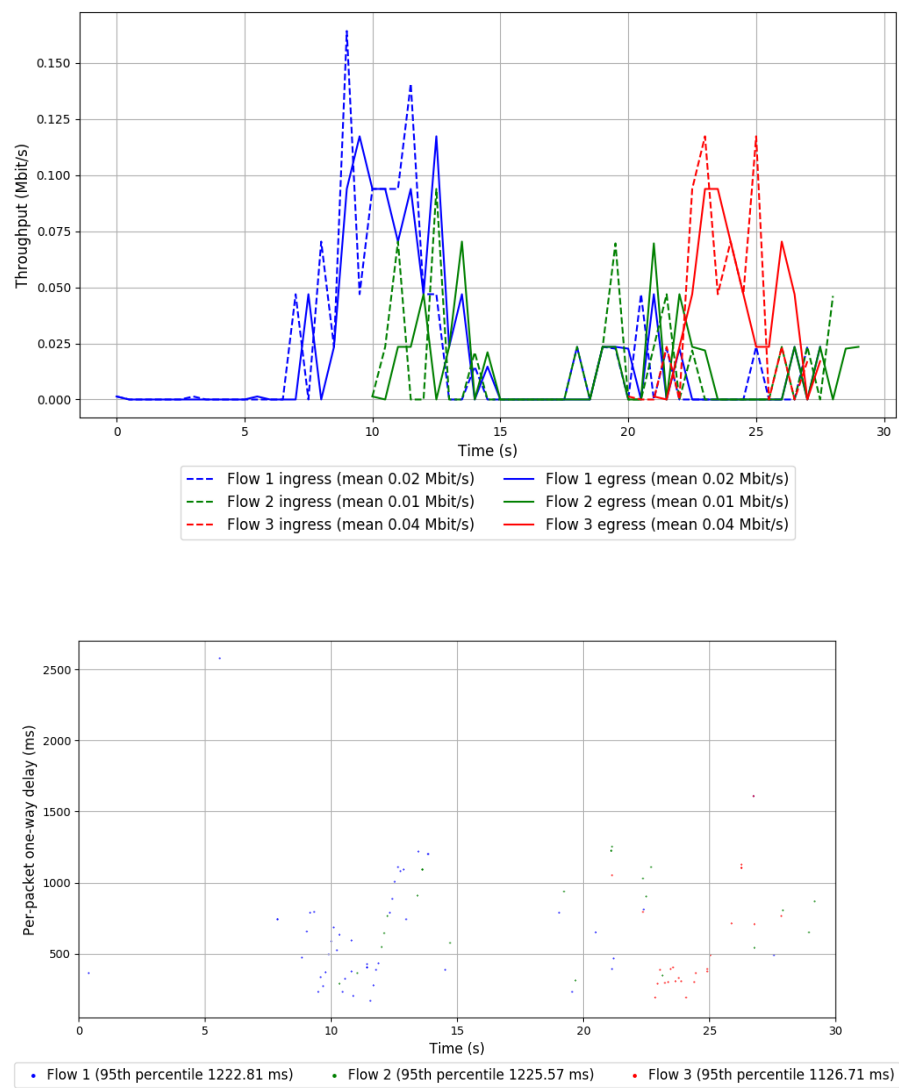 0.150
0.125
0.100
0.075
0.050
0.025
0.000
Throughput (Mbit/s)
0 5 10 15 20 25 30
Time (s)
Flow 1 ingress (mean 0.02 Mbit/s) Flow 1 egress (mean 0.02 Mbit/s)
Flow 2 ingress (mean 0.01 Mbit/s) Flow 2 egress (mean 0.01 Mbit/s)
Flow 3 ingress (mean 0.04 Mbit/s) Flow 3 egress (mean 0.04 Mbit/s)
2500
2000
1500
1000
500
Per-packet one-way delay (ms)
0 5 10 15 20 25 30
Time (s)
Flow 1 (95th percentile 1222.81 ms) Flow 2 (95th percentile 1225.57 ms) Flow 3 (95th percentile 1126.71 ms)